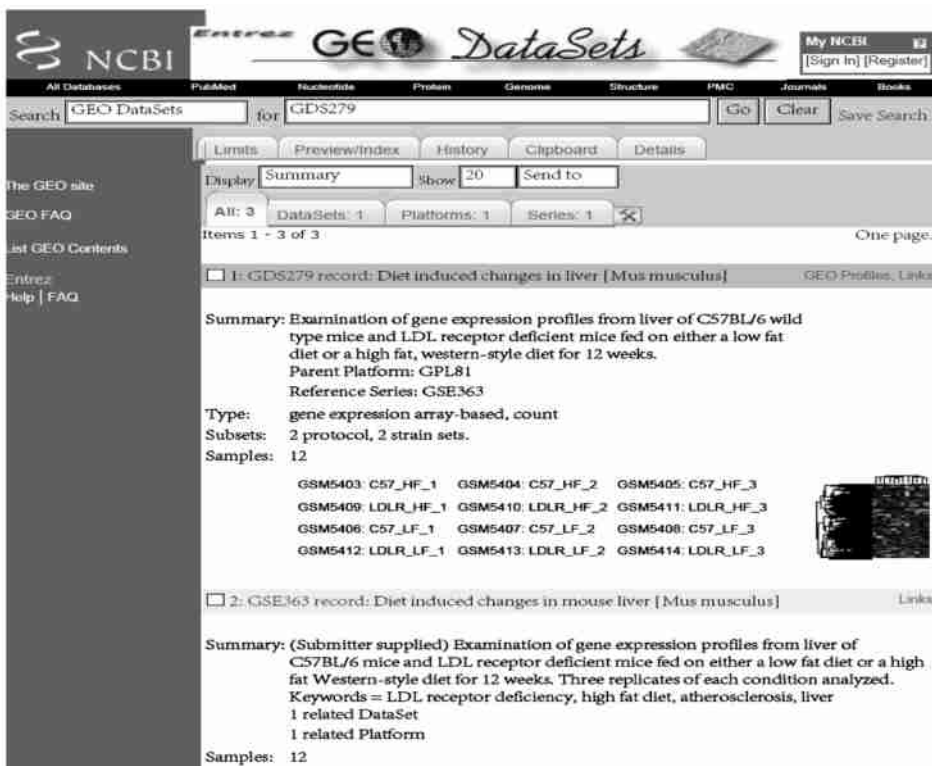 NCBI
Entrez GEO DataSets
My NCBI
[Sign In] [Register]
All Databases PubMed Nucleotide Protein Genome Structure PMC Journals Books
Search GEO DataSets for GDS279 Go Clear Save Search
Limits Preview/Index History Clipboard Details
Display Summary Show 20 Send to
All: 3 DataSets: 1 Platforms: 1 Series: 1
Items 1 - 3 of 3 One page.
The GEO site
GEO FAQ
List GEO Contents
Entrez
Help | FAQ
1: GDS279 record: Diet induced changes in liver [Mus musculus] GEO Profiles, Links
Summary: Examination of gene expression profiles from liver of C57BL/6 wild
type mice and LDL receptor deficient mice fed on either a low fat
diet or a high fat, western-style diet for 12 weeks.
Parent Platform: GPL81
Reference Series: GSE363
Type: gene expression array-based, count
Subsets: 2 protocol, 2 strain sets.
Samples: 12
GSM5403: C57_HF_1 GSM5404: C57_HF_2 GSM5405: C57_HF_3
GSM5409: LDLR_HF_1 GSM5410: LDLR_HF_2 GSM5411: LDLR_HF_3
GSM5406: C57_LF_1 GSM5407: C57_LF_2 GSM5408: C57_LF_3
GSM5412: LDLR_LF_1 GSM5413: LDLR_LF_2 GSM5414: LDLR_LF_3
2: GSE363 record: Diet induced changes in mouse liver [Mus musculus] Links
Summary: (Submitter supplied) Examination of gene expression profiles from liver of
C57BL/6 mice and LDL receptor deficient mice fed on either a low fat diet or a high
fat Western-style diet for 12 weeks. Three replicates of each condition analyzed.
Keywords = LDL receptor deficiency, high fat diet, atherosclerosis, liver
1 related DataSet
1 related Platform
Samples: 12